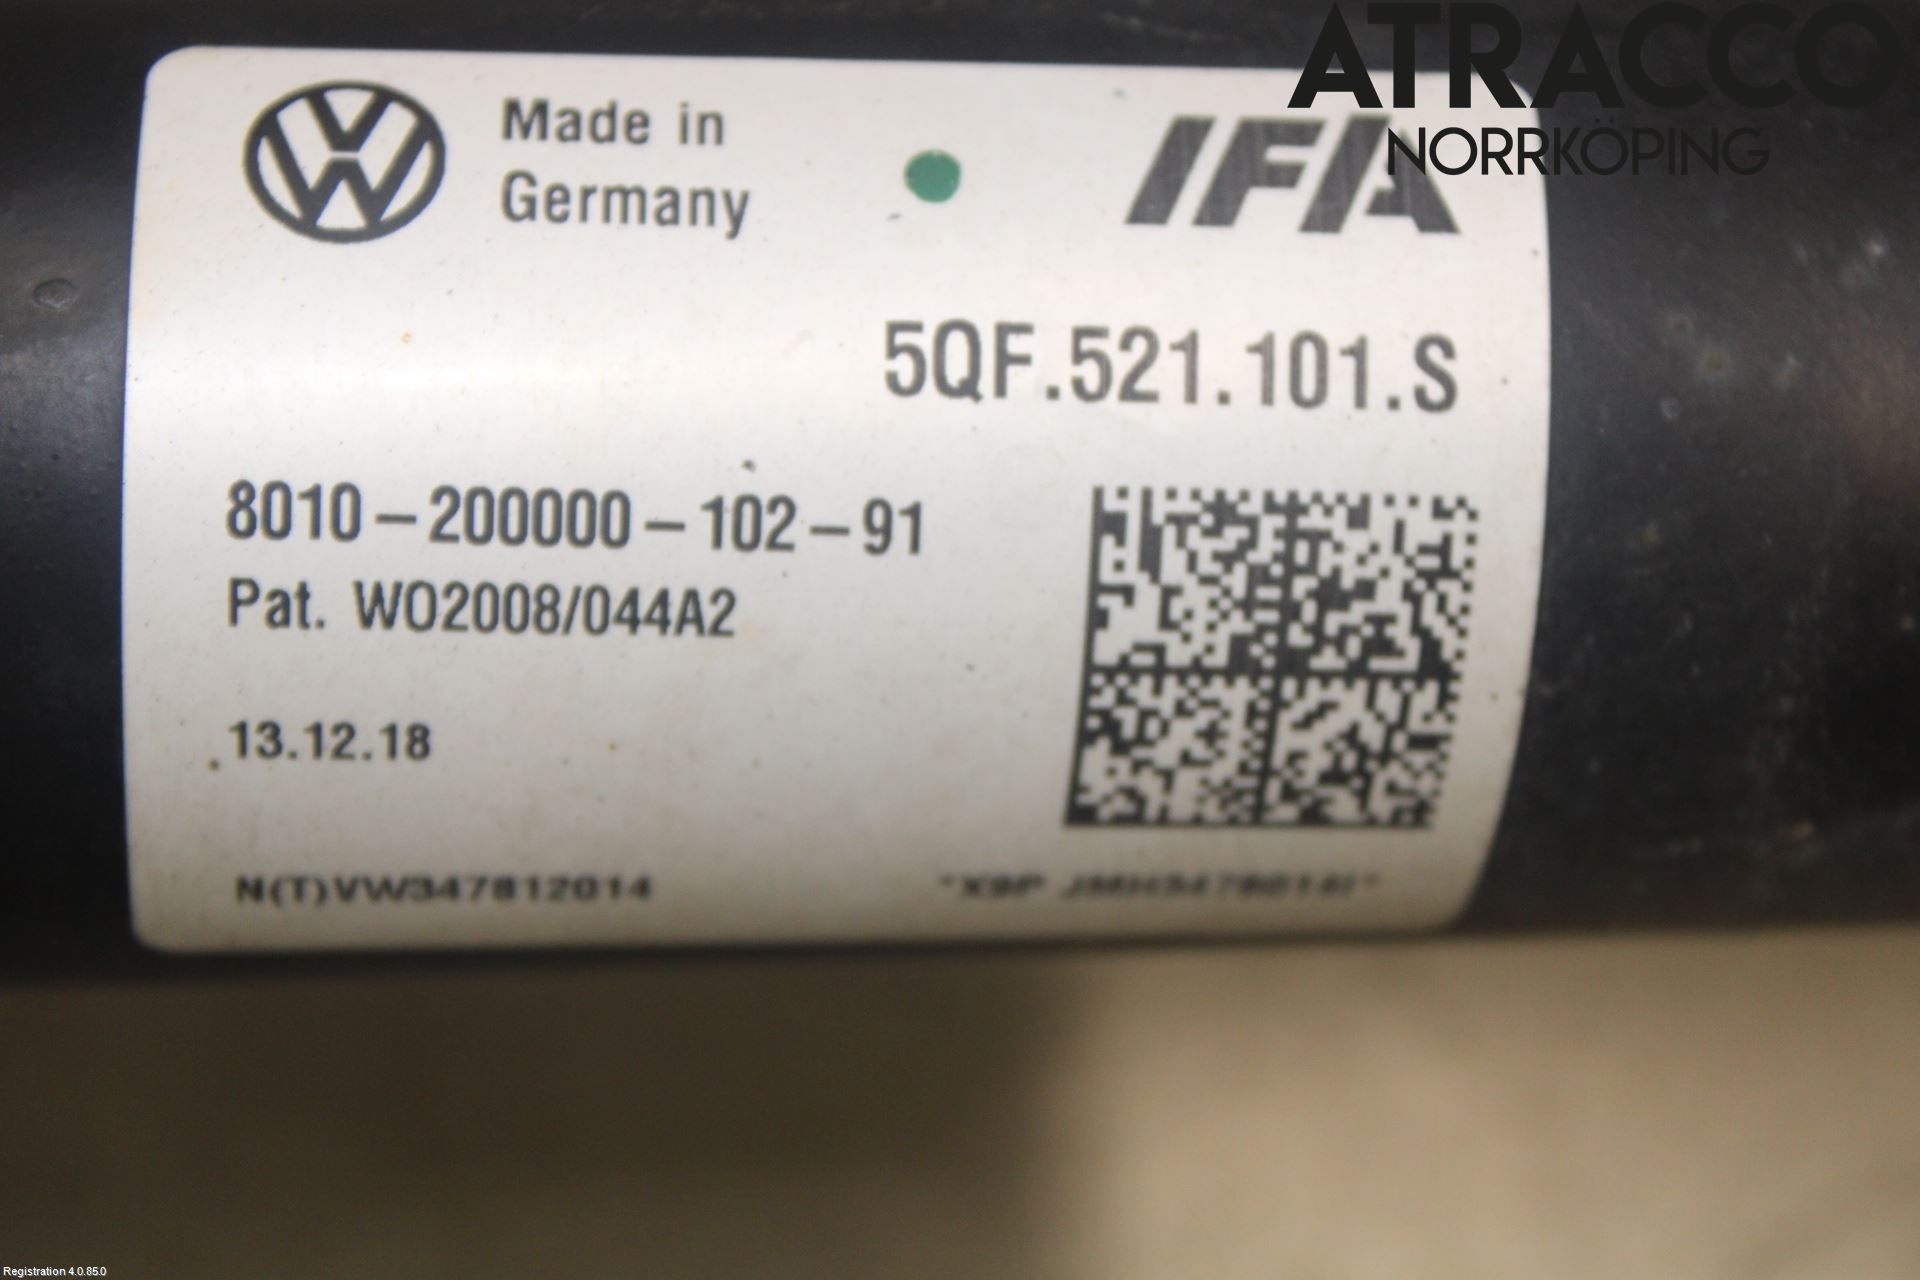 ATRACCO
NORRKÖPING
Made in
Germany
IFA
5QF.521.101.S
8010-200000-102-91
Pat. WO2008/044A2
13.12.18
N(T)VW347812014
Registration 4.0.85.0